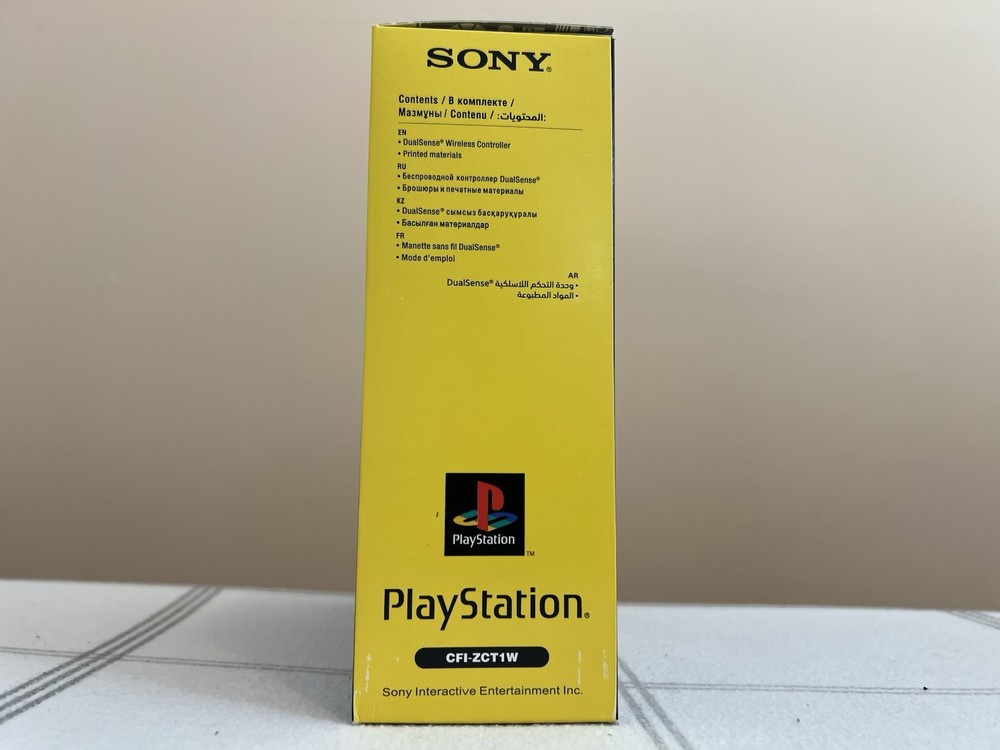 SONY®
Contents / В комплекте /
Мазмұны / Contenu / :المحتويات:
EN
• DualSense® Wireless Controller
• Printed materials
RU
• Беспроводной контроллер DualSense®
• Брошюры и печатные материалы
KZ
• DualSense® сымсыз басқаруқұралы
• Басылған материалдар
FR
• Manette sans fil DualSense®
• Mode d'emploi
AR
• وحدة التحكم اللاسلكية DualSense®
• المواد المطبوعة
PlayStation
TM
PlayStation®
CFI-ZCT1W
Sony Interactive Entertainment Inc.